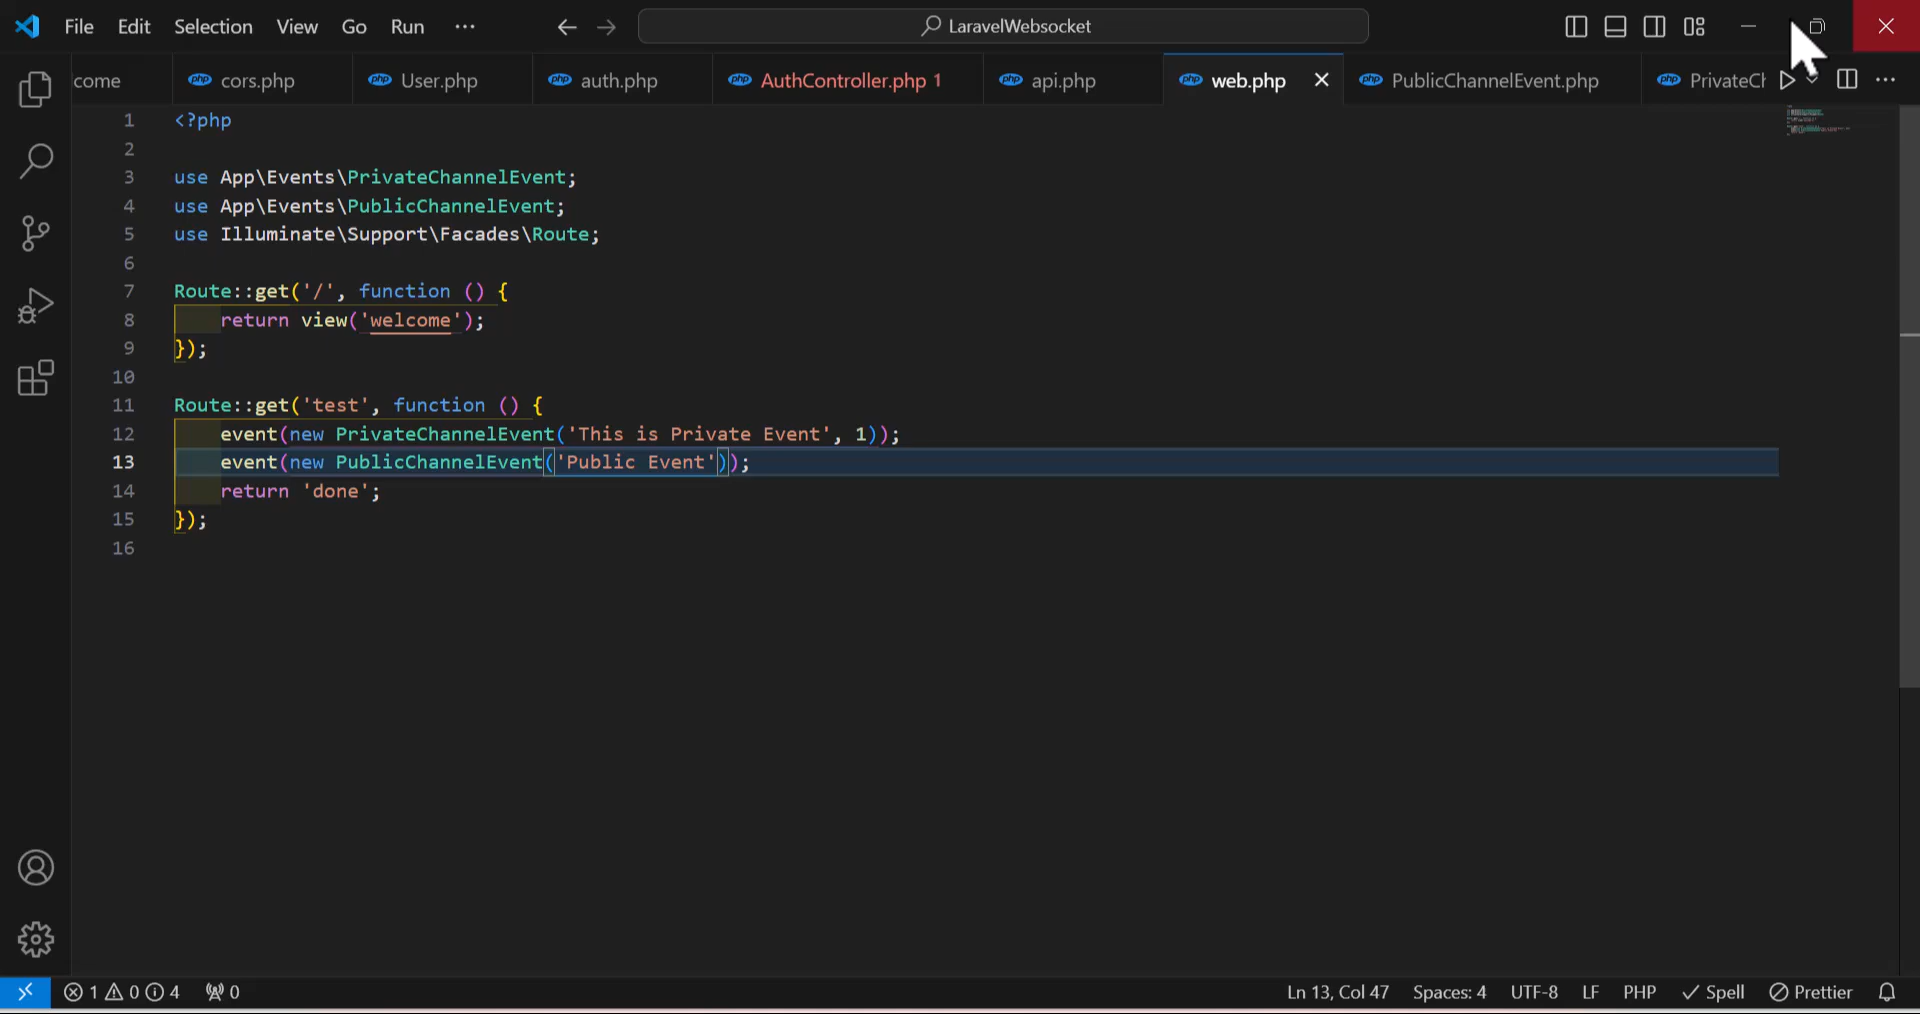 File Edit Selection View Go Run ··· LaravelWebsocket
come cors.php User.php auth.php AuthController.php 1 api.php web.php PublicChannelEvent.php PrivateCh
1 <?php
2
3 use App\Events\PrivateChannelEvent;
4 use App\Events\PublicChannelEvent;
5 use Illuminate\Support\Facades\Route;
6
7 Route::get('/', function () {
8 return view('welcome');
9 });
10
11 Route::get('test', function () {
12 event(new PrivateChannelEvent('This is Private Event', 1));
13 event(new PublicChannelEvent('Public Event'));
14 return 'done';
15 });
16
1 0 4 0 Ln 13, Col 47 Spaces: 4 UTF-8 LF PHP Spell Prettier